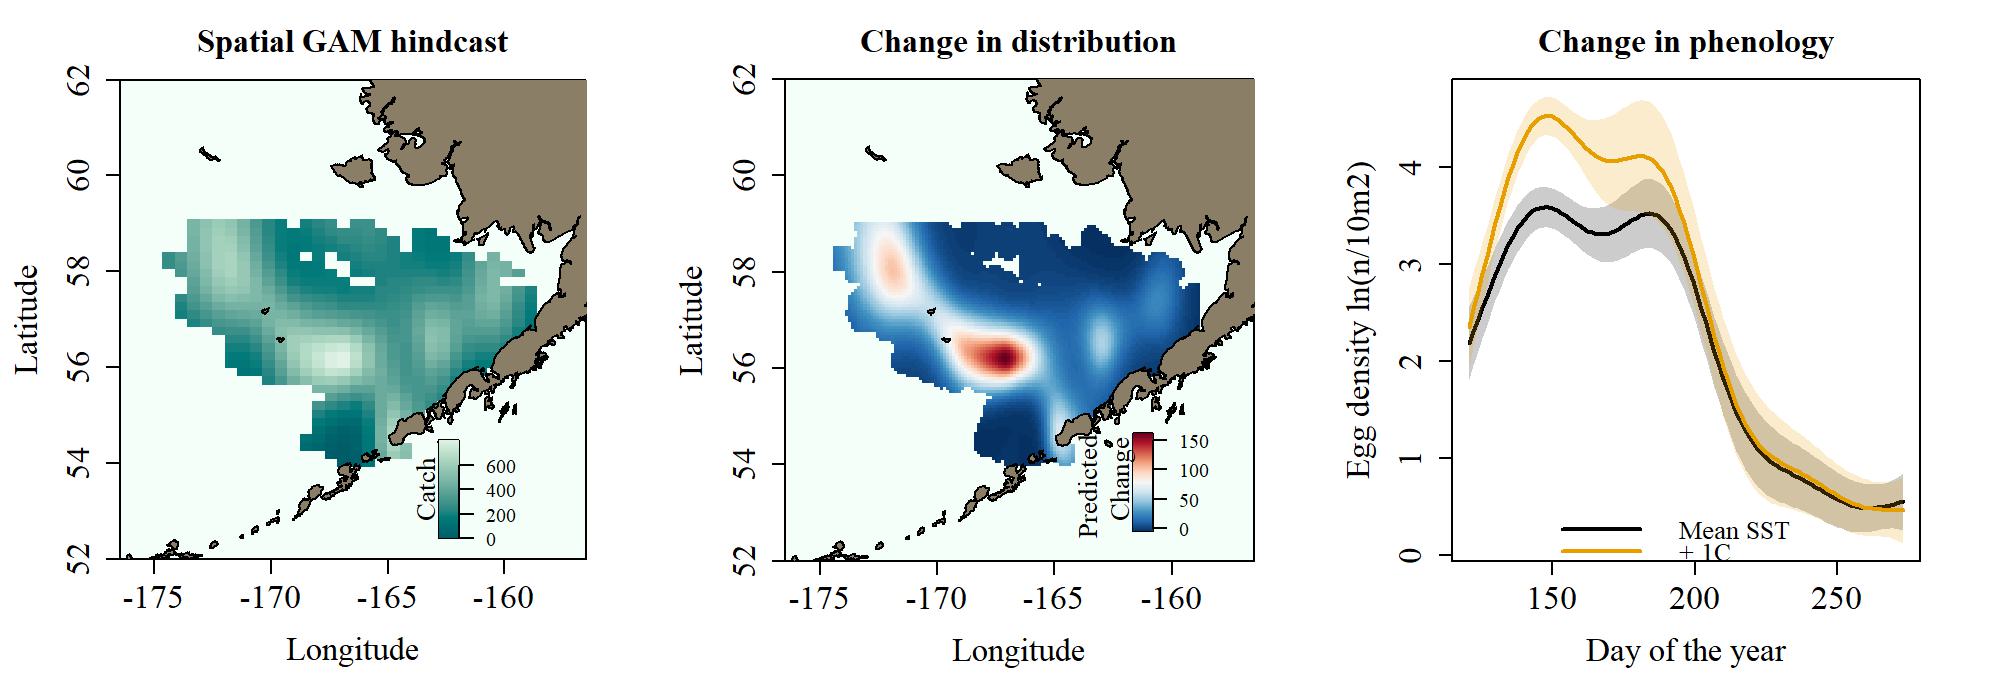 Spatial GAM hindcast
Latitude
62
60
58
56
54
52
Catch
600
400
200
0
-175 -170 -165 -160
Longitude
Change in distribution
Latitude
62
60
58
56
54
52
Predicted
Change
150
100
50
0
-175 -170 -165 -160
Longitude
Change in phenology
Egg density ln(n/10m2)
4
3
2
1
0
Mean SST
+ 1C
150 200 250
Day of the year